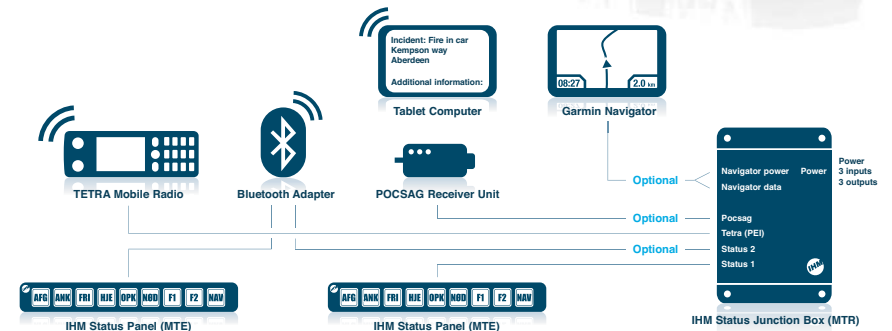 Incident: Fire in car
Kempson way
Aberdeen
Additional information:
08:27
2.0 km
Tablet Computer
Garmin Navigator
TETRA Mobile Radio
Bluetooth Adapter
POCSAG Receiver Unit
Optional
Optional
Optional
Navigator power
Power
Navigator data
Pocsag
Tetra (PEI)
Status 2
Status 1
IHM
Power
3 inputs
3 outputs
AFG ANK FRI HJE OPK NØD F1 F2 NAV
AFG ANK FRI HJE OPK NØD F1 F2 NAV
IHM Status Panel (MTE)
IHM Status Panel (MTE)
IHM Status Junction Box (MTR)